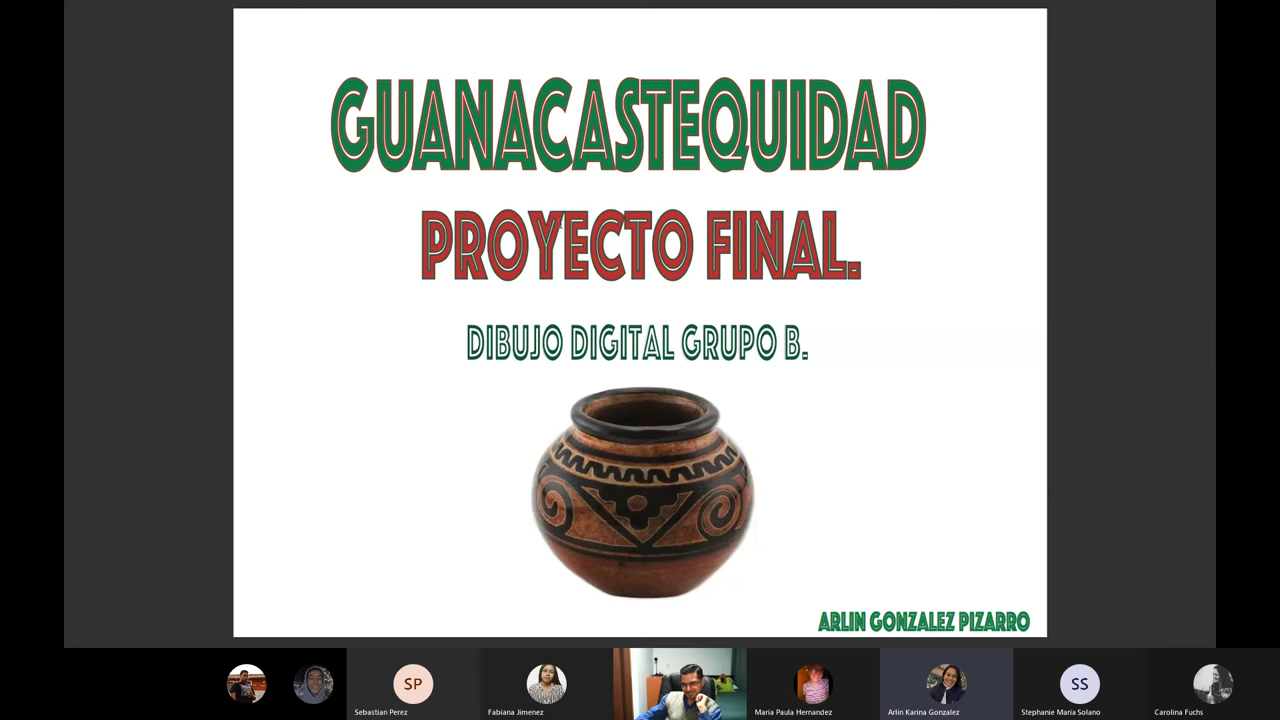 GUANACASTEQUIDAD
PROYECTO FINAL.
DIBUJO DIGITAL GRUPO B.
ARLIN GONZALEZ PIZARRO
SP
SS
Sebastian Perez
Fabiana Jimenez
Maria Paula Hernandez
Arlin Karina Gonzalez
Stephanie Maria Solano
Carolina Fuchs